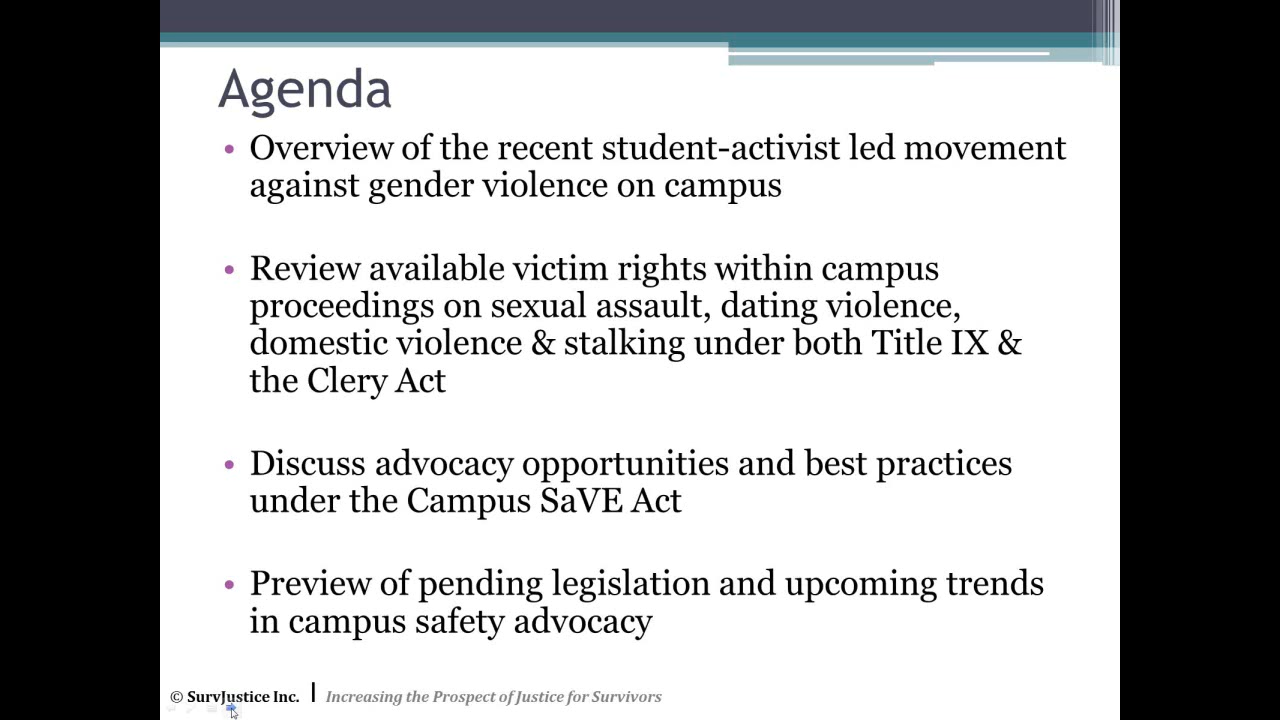 Agenda
• Overview of the recent student-activist led movement
against gender violence on campus
• Review available victim rights within campus
proceedings on sexual assault, dating violence,
domestic violence & stalking under both Title IX &
the Clery Act
• Discuss advocacy opportunities and best practices
under the Campus SaVE Act
• Preview of pending legislation and upcoming trends
in campus safety advocacy
© SurvJustice Inc. | Increasing the Prospect of Justice for Survivors